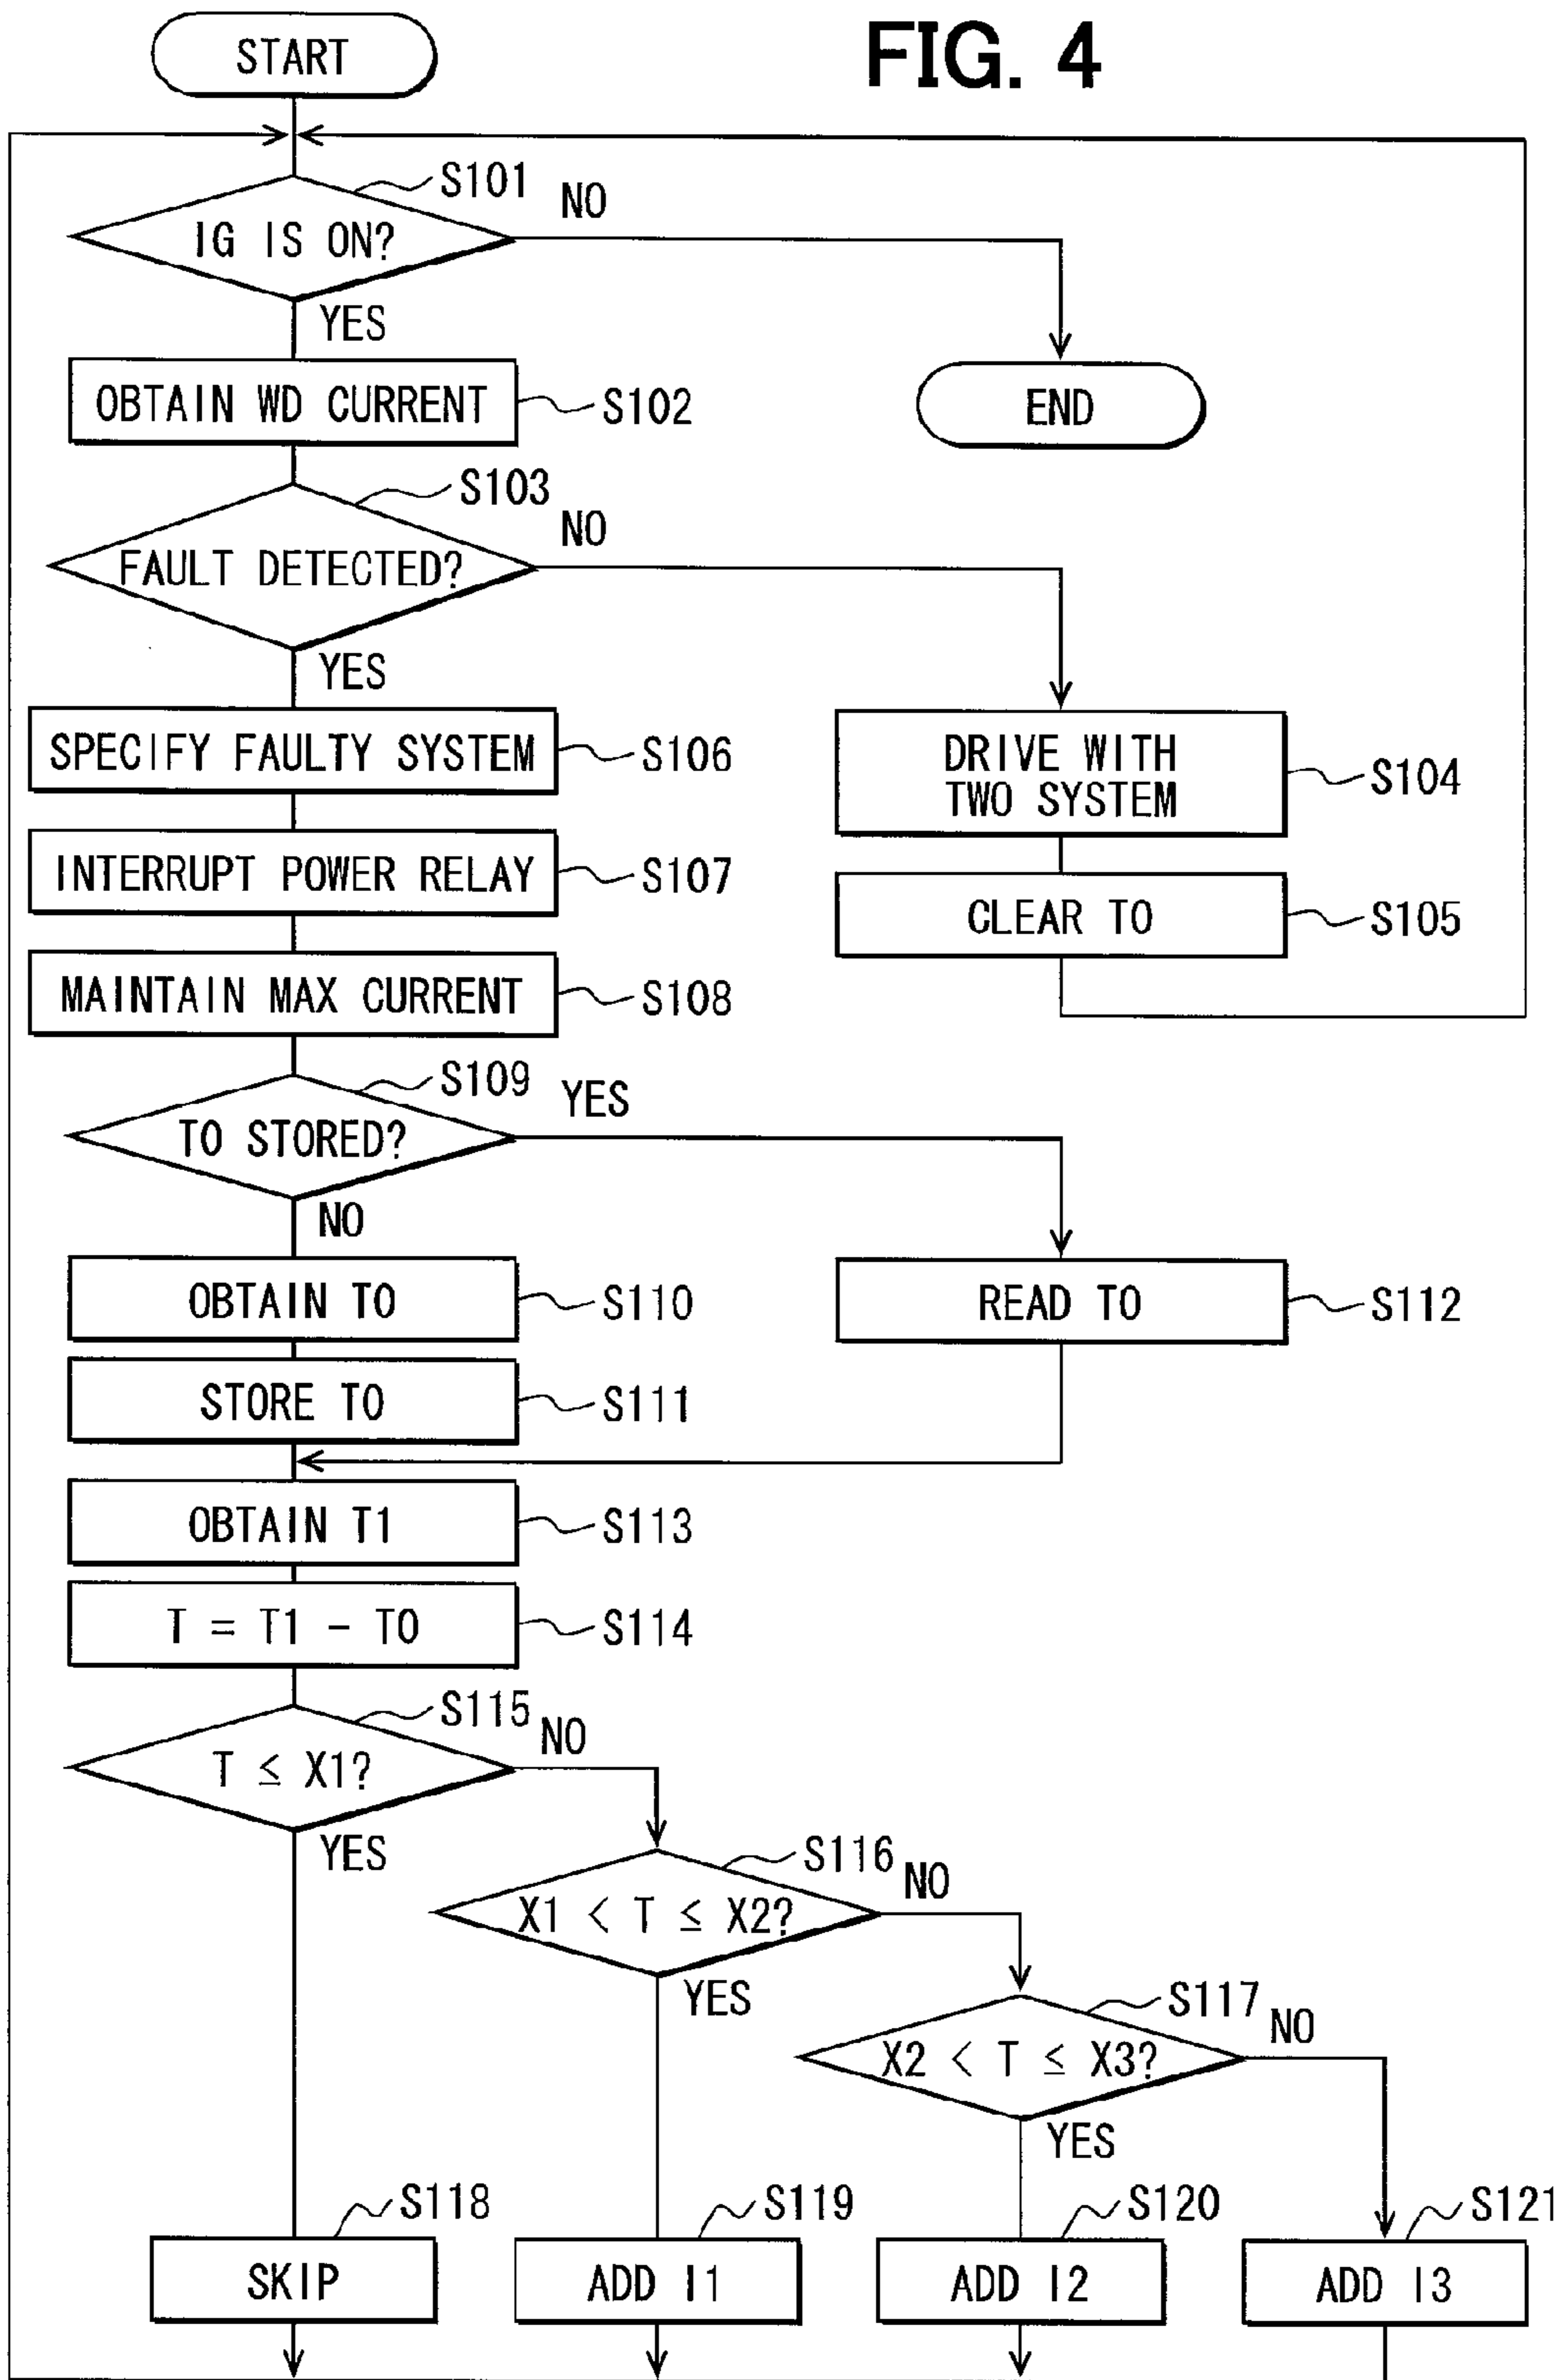 FIG. 4
START
S101
IG IS ON?
NO
YES
OBTAIN WD CURRENT
S102
END
S103
FAULT DETECTED?
NO
YES
SPECIFY FAULTY SYSTEM
S106
DRIVE WITH
TWO SYSTEM
S104
INTERRUPT POWER RELAY
S107
CLEAR T0
S105
MAINTAIN MAX CURRENT
S108
S109
T0 STORED?
YES
NO
OBTAIN T0
S110
READ T0
S112
STORE T0
S111
OBTAIN T1
S113
T = T1 - T0
S114
S115
T ≤ X1?
NO
YES
S116
X1 < T ≤ X2?
NO
YES
S117
X2 < T ≤ X3?
NO
YES
S118
SKIP
S119
ADD I1
S120
ADD I2
S121
ADD I3